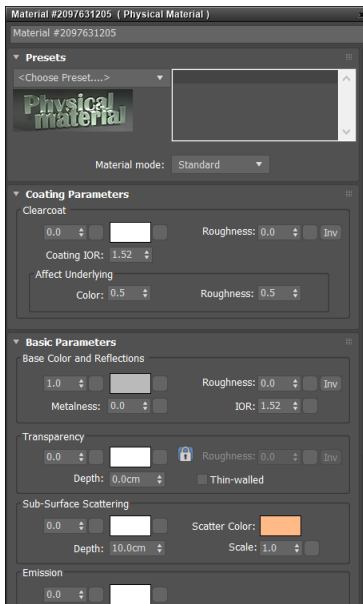 Material #2097631205  ( Physical Material )
Material #2097631205
Presets
<Choose Preset....>
Physical
material
Material mode: Standard
Coating Parameters
Clearcoat
0.0 Roughness: 0.0 Inv
Coating IOR: 1.52
Affect Underlying
Color: 0.5 Roughness: 0.5
Basic Parameters
Base Color and Reflections
1.0 Roughness: 0.0 Inv
Metalness: 0.0 IOR: 1.52
Transparency
0.0 Roughness: 0.0 Inv
Depth: 0.0cm Thin-walled
Sub-Surface Scattering
0.0 Scatter Color:
Depth: 10.0cm Scale: 1.0
Emission
0.0